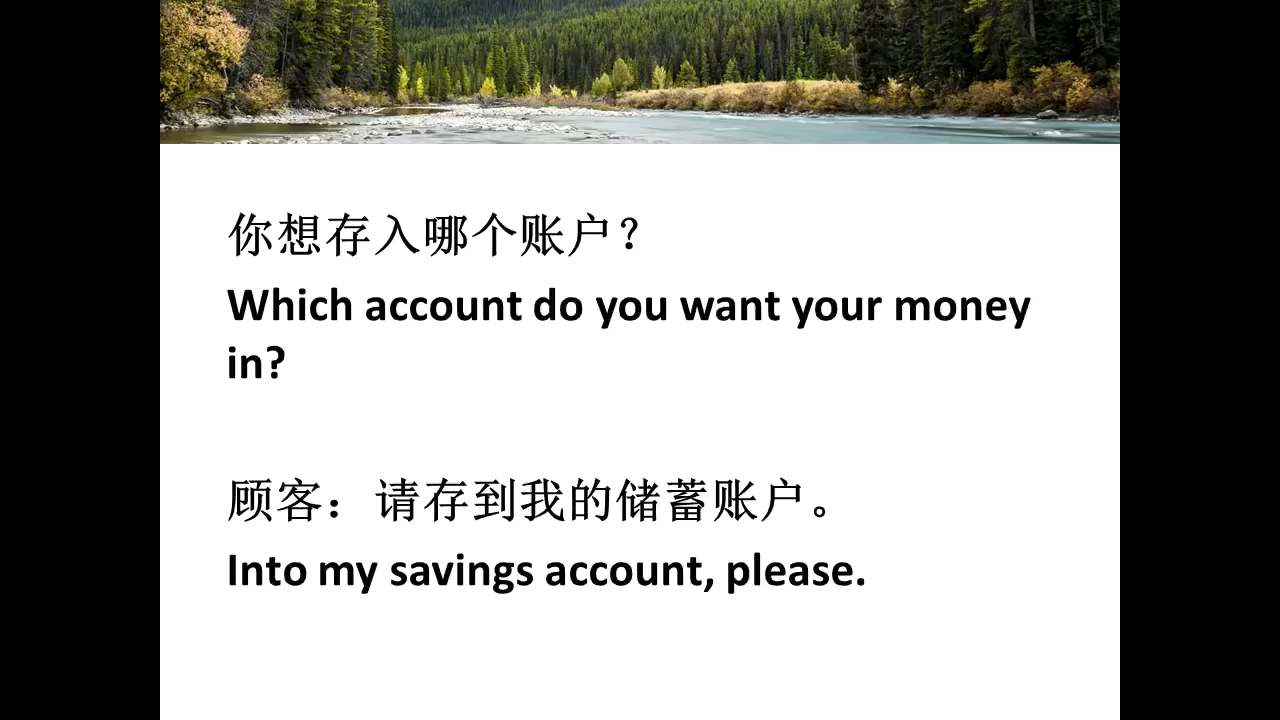 你想存入哪个账户？
Which account do you want your money
in?
顾客：请存到我的储蓄账户。
Into my savings account, please.